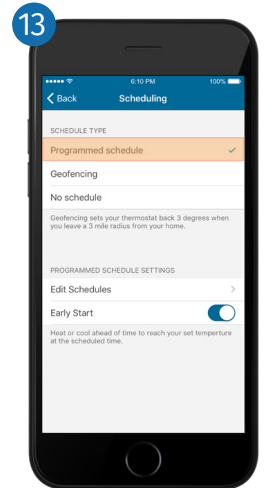 13
6:10 PM
100%
Back
Scheduling
SCHEDULE TYPE
Programmed schedule
Geofencing
No schedule
Geofencing sets your thermostat back 3 degrees when
you leave a 3 mile radius from your home.
PROGRAMMED SCHEDULE SETTINGS
Edit Schedules
Early Start
Heat or cool ahead of time to reach your set temperture
at the scheduled time.